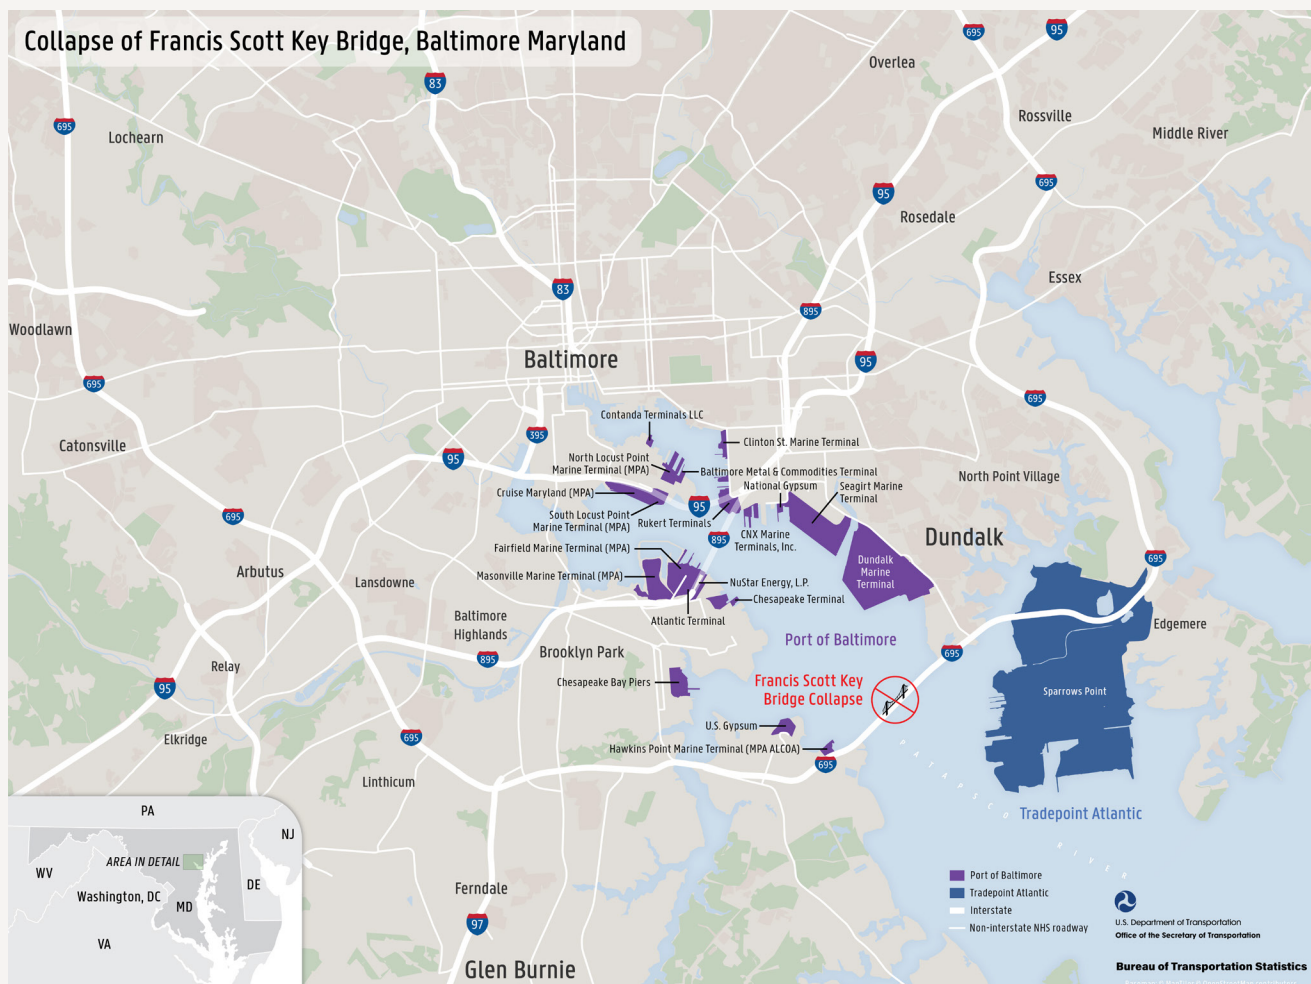 Collapse of Francis Scott Key Bridge, Baltimore Maryland
695
95
83
Overlea
Rossville
695
Lochearn
Middle River
695
95
Rosedale
Essex
83
895
Woodlawn
Baltimore
95
695
695
Contanda Terminals LLC
395
Clinton St. Marine Terminal
Catonsville
95
North Locust Point
Marine Terminal (MPA)
Baltimore Metal & Commodities Terminal
North Point Village
National Gypsum
Seagirt Marine
Terminal
Cruise Maryland (MPA)
95
695
South Locust Point
Marine Terminal (MPA)
Rukert Terminals
CNX Marine
Terminals, Inc.
895
Dundalk
Fairfield Marine Terminal (MPA)
695
Dundalk
Marine
Terminal
Arbutus
Lansdowne
Masonville Marine Terminal (MPA)
NuStar Energy, L.P.
Chesapeake Terminal
Baltimore
Highlands
Atlantic Terminal
Edgemere
Port of Baltimore
Brooklyn Park
695
895
Relay
Chesapeake Bay Piers
Francis Scott Key
Bridge Collapse
Sparrows Point
95
U.S. Gypsum
Elkridge
695
Hawkins Point Marine Terminal (MPA ALCOA)
695
PATAPSCO RIVER
Linthicum
Tradepoint Atlantic
PA
NJ
AREA IN DETAIL
WV
Washington, DC
DE
MD
VA
Ferndale
97
Glen Burnie
Port of Baltimore
Tradepoint Atlantic
Interstate
Non-interstate NHS roadway
U.S. Department of Transportation
Office of the Secretary of Transportation
Bureau of Transportation Statistics